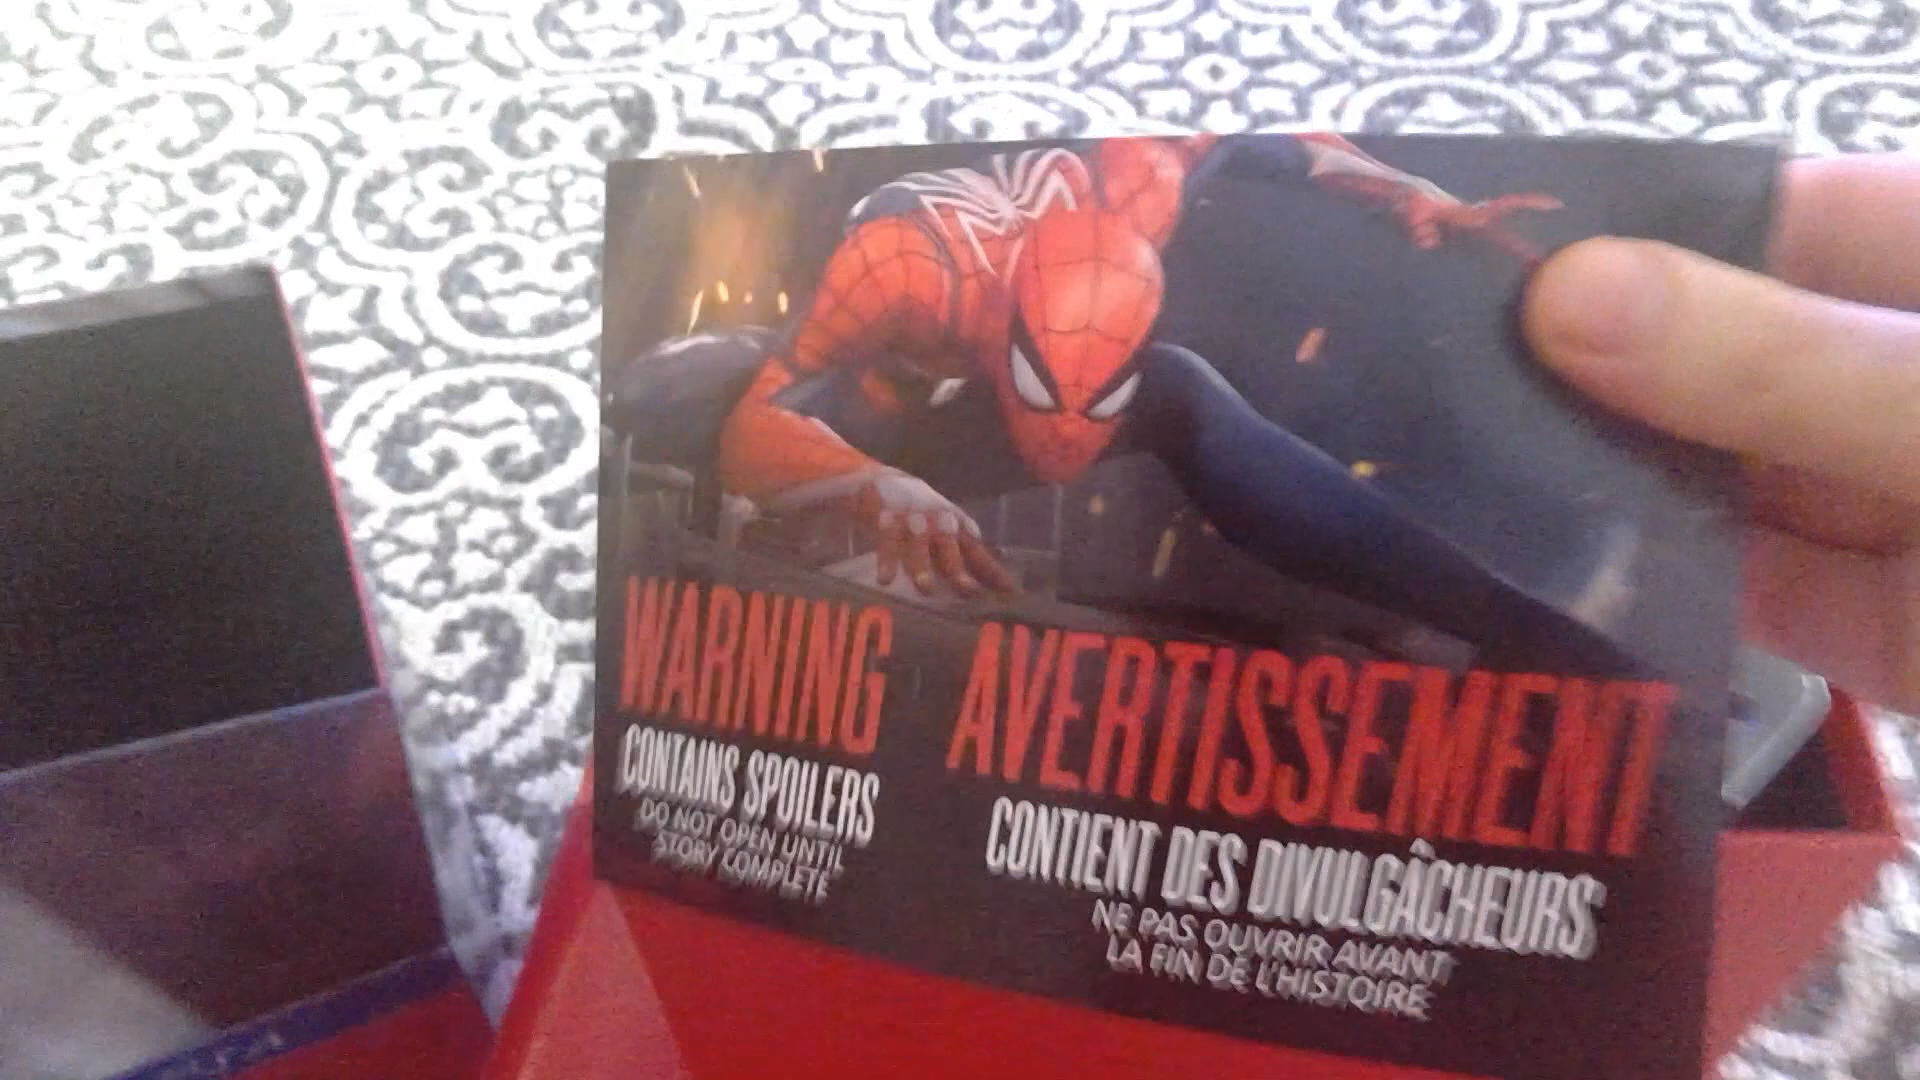 WARNING
CONTAINS SPOILERS
DO NOT OPEN UNTIL
STORY COMPLETE
AVERTISSEMENT
CONTIENT DES DIVULGÂCHEURS
NE PAS OUVRIR AVANT
LA FIN DE L'HISTOIRE